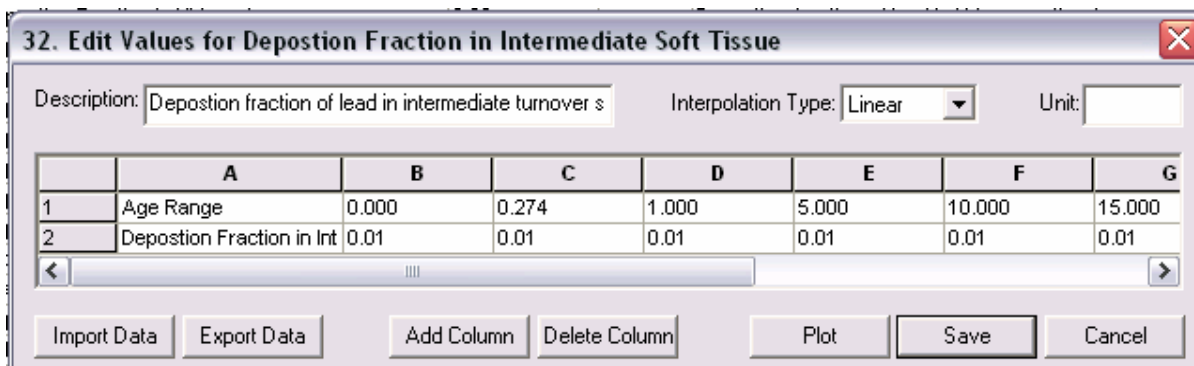 32. Edit Values for Depostion Fraction in Intermediate Soft Tissue
Description: Depostion fraction of lead in intermediate turnover s Interpolation Type: Linear Unit:
A B C D E F G
1 Age Range 0.000 0.274 1.000 5.000 10.000 15.000
2 Depostion Fraction in Int 0.01 0.01 0.01 0.01 0.01 0.01
Import Data Export Data Add Column Delete Column Plot Save Cancel